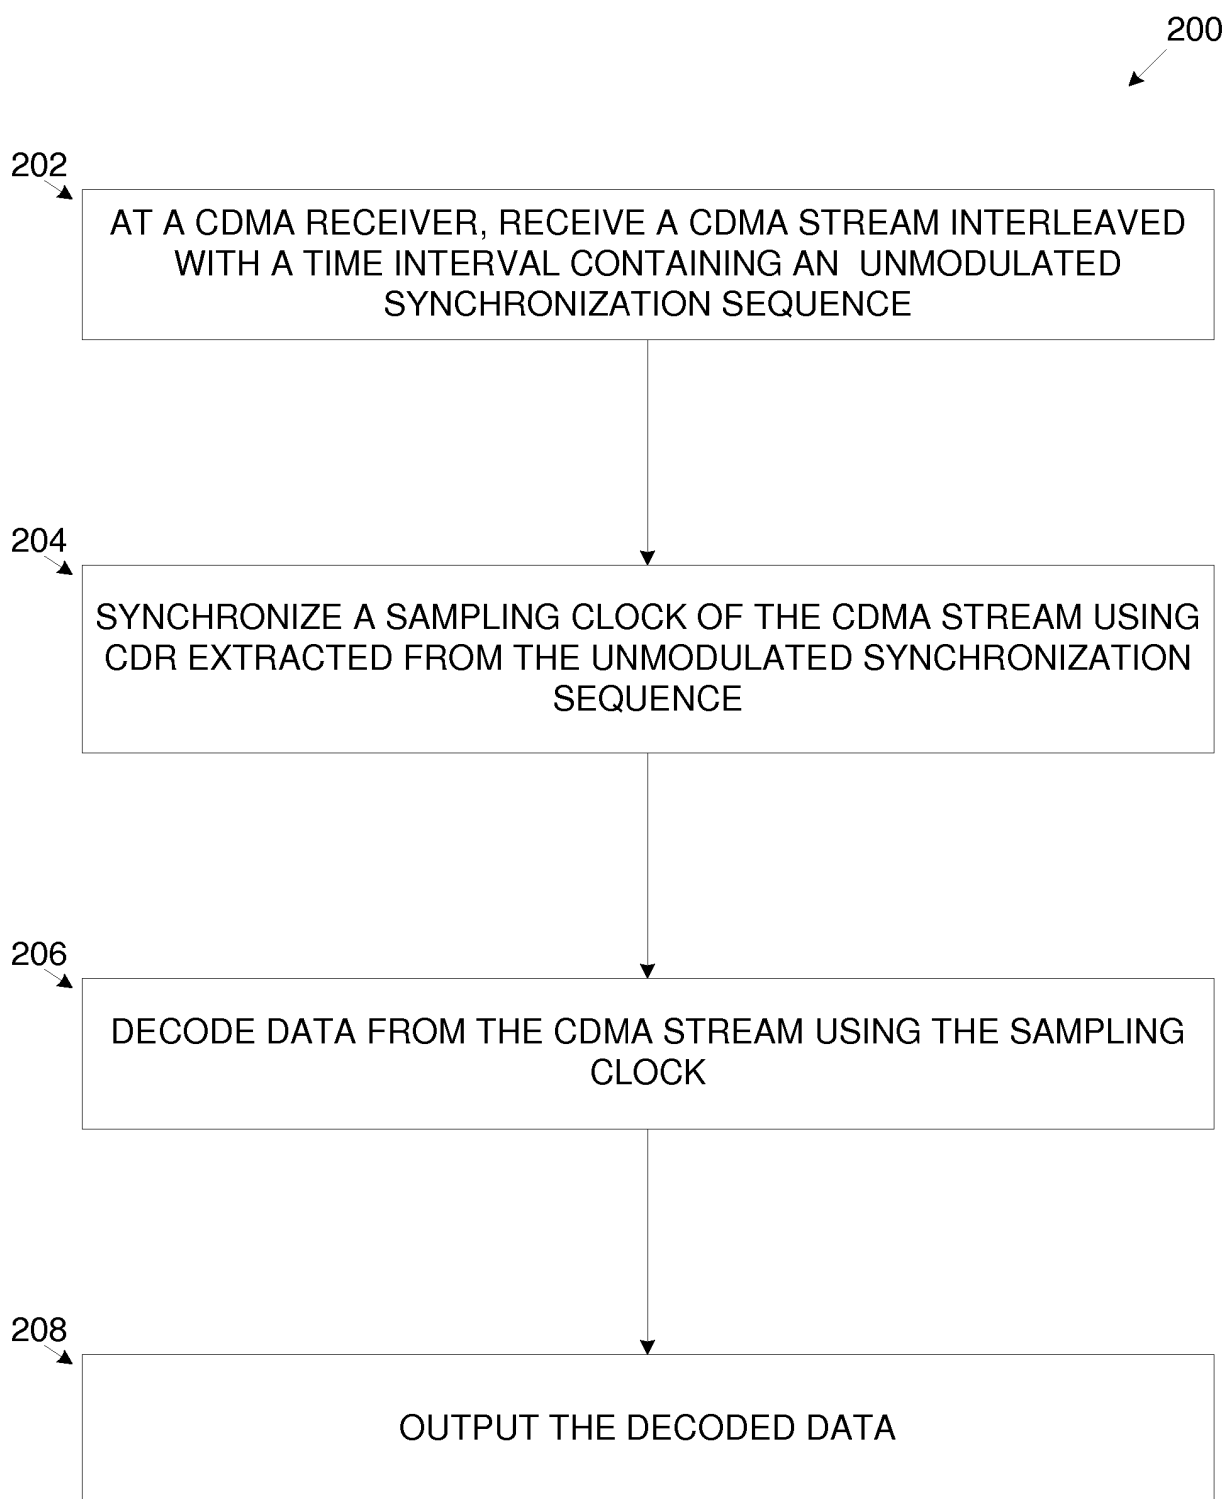 200
202
AT A CDMA RECEIVER, RECEIVE A CDMA STREAM INTERLEAVED
WITH A TIME INTERVAL CONTAINING AN UNMODULATED
SYNCHRONIZATION SEQUENCE
204
SYNCHRONIZE A SAMPLING CLOCK OF THE CDMA STREAM USING
CDR EXTRACTED FROM THE UNMODULATED SYNCHRONIZATION
SEQUENCE
206
DECODE DATA FROM THE CDMA STREAM USING THE SAMPLING
CLOCK
208
OUTPUT THE DECODED DATA